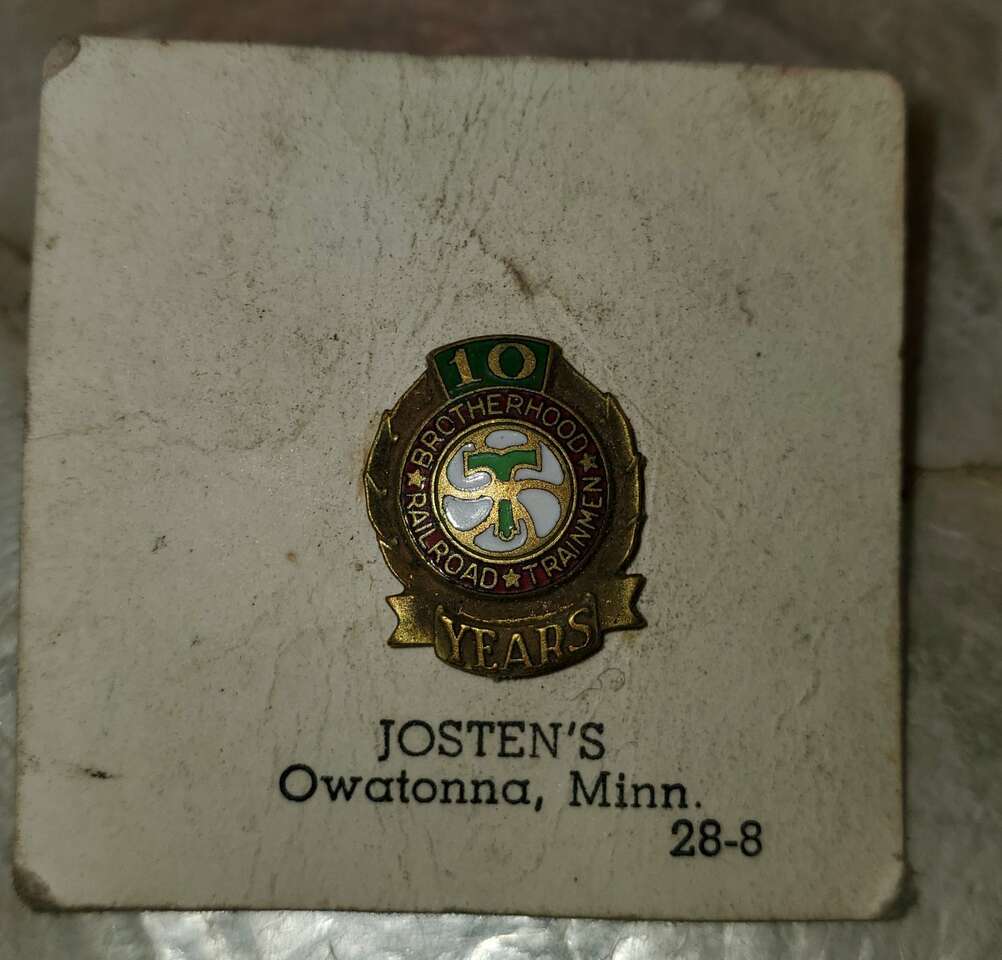 10
BROTHERHOOD
RAILROAD ★ TRAINMEN
YEARS
JOSTEN'S
Owatonna, Minn.
28-8